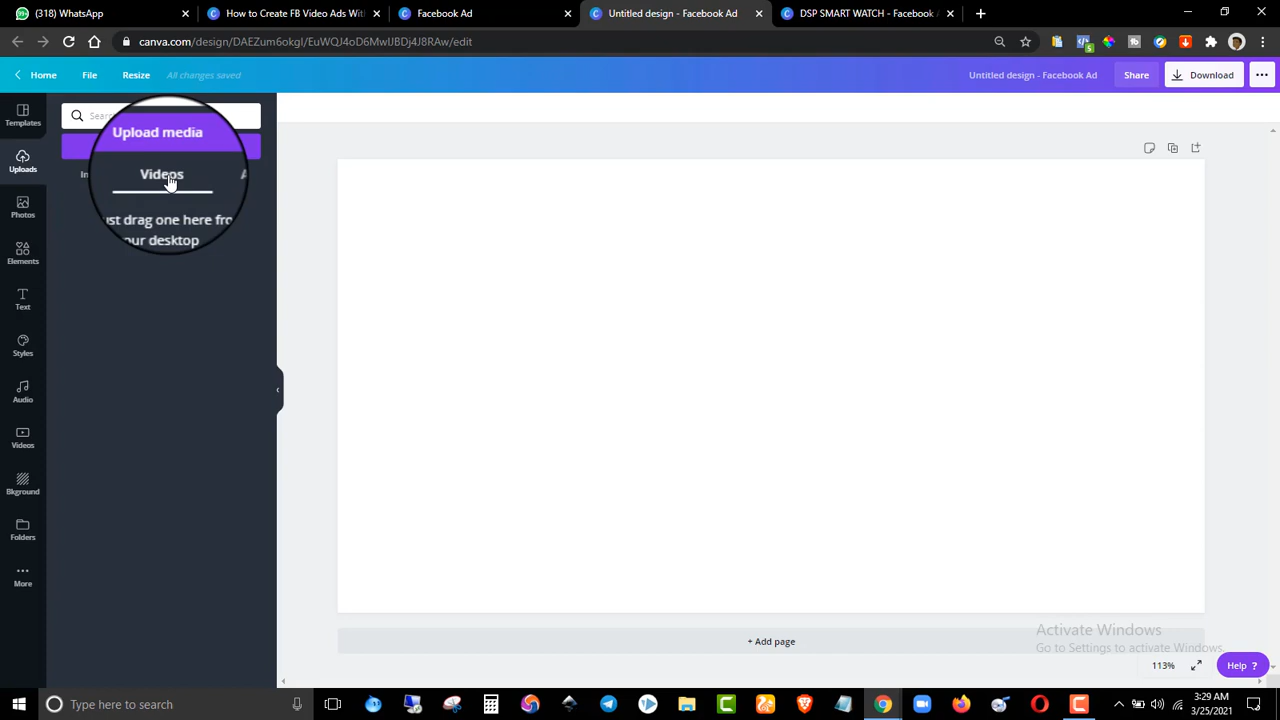 (318) WhatsApp
How to Create FB Video Ads Wit
Facebook Ad
Untitled design - Facebook Ad
DSP SMART WATCH - Facebook A
canva.com/design/DAEZum6okgI/EuWQJ4oD6MwIJBDj4J8RAw/edit
5
Home
File
Resize
All changes saved
Untitled design - Facebook Ad
Share
Download
Templates
Uploads
Photos
Elements
Text
Styles
Audio
Videos
Bkground
Folders
More
Sear
Upload media
Videos
ust drag one here fro
our desktop
+ Add page
Activate Windows
Go to Settings to activate Windows.
113%
Help ?
Type here to search
3:29 AM
3/25/2021